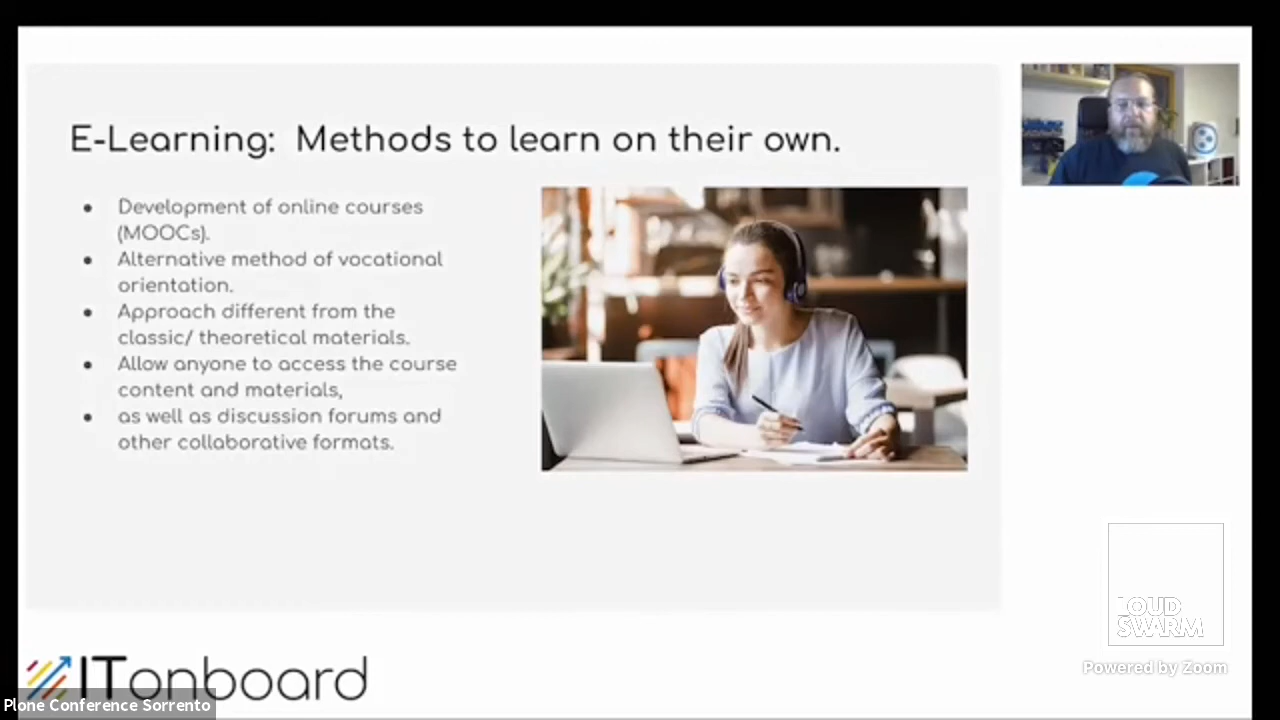 E-Learning: Methods to learn on their own.
● Development of online courses
(MOOCs).
● Alternative method of vocational
orientation.
● Approach different from the
classic/ theoretical materials.
● Allow anyone to access the course
content and materials,
● as well as discussion forums and
other collaborative formats.
LOUD
SWARM
Powered by Zoom
ITonboard
Plone Conference Sorrento